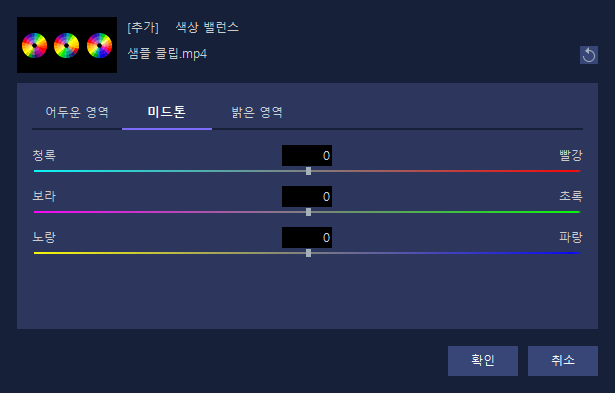 [추가] 색상 밸런스
샘플 클립.mp4
어두운 영역 미드톤 밝은 영역
청록 0 빨강
보라 0 초록
노랑 0 파랑
확인 취소